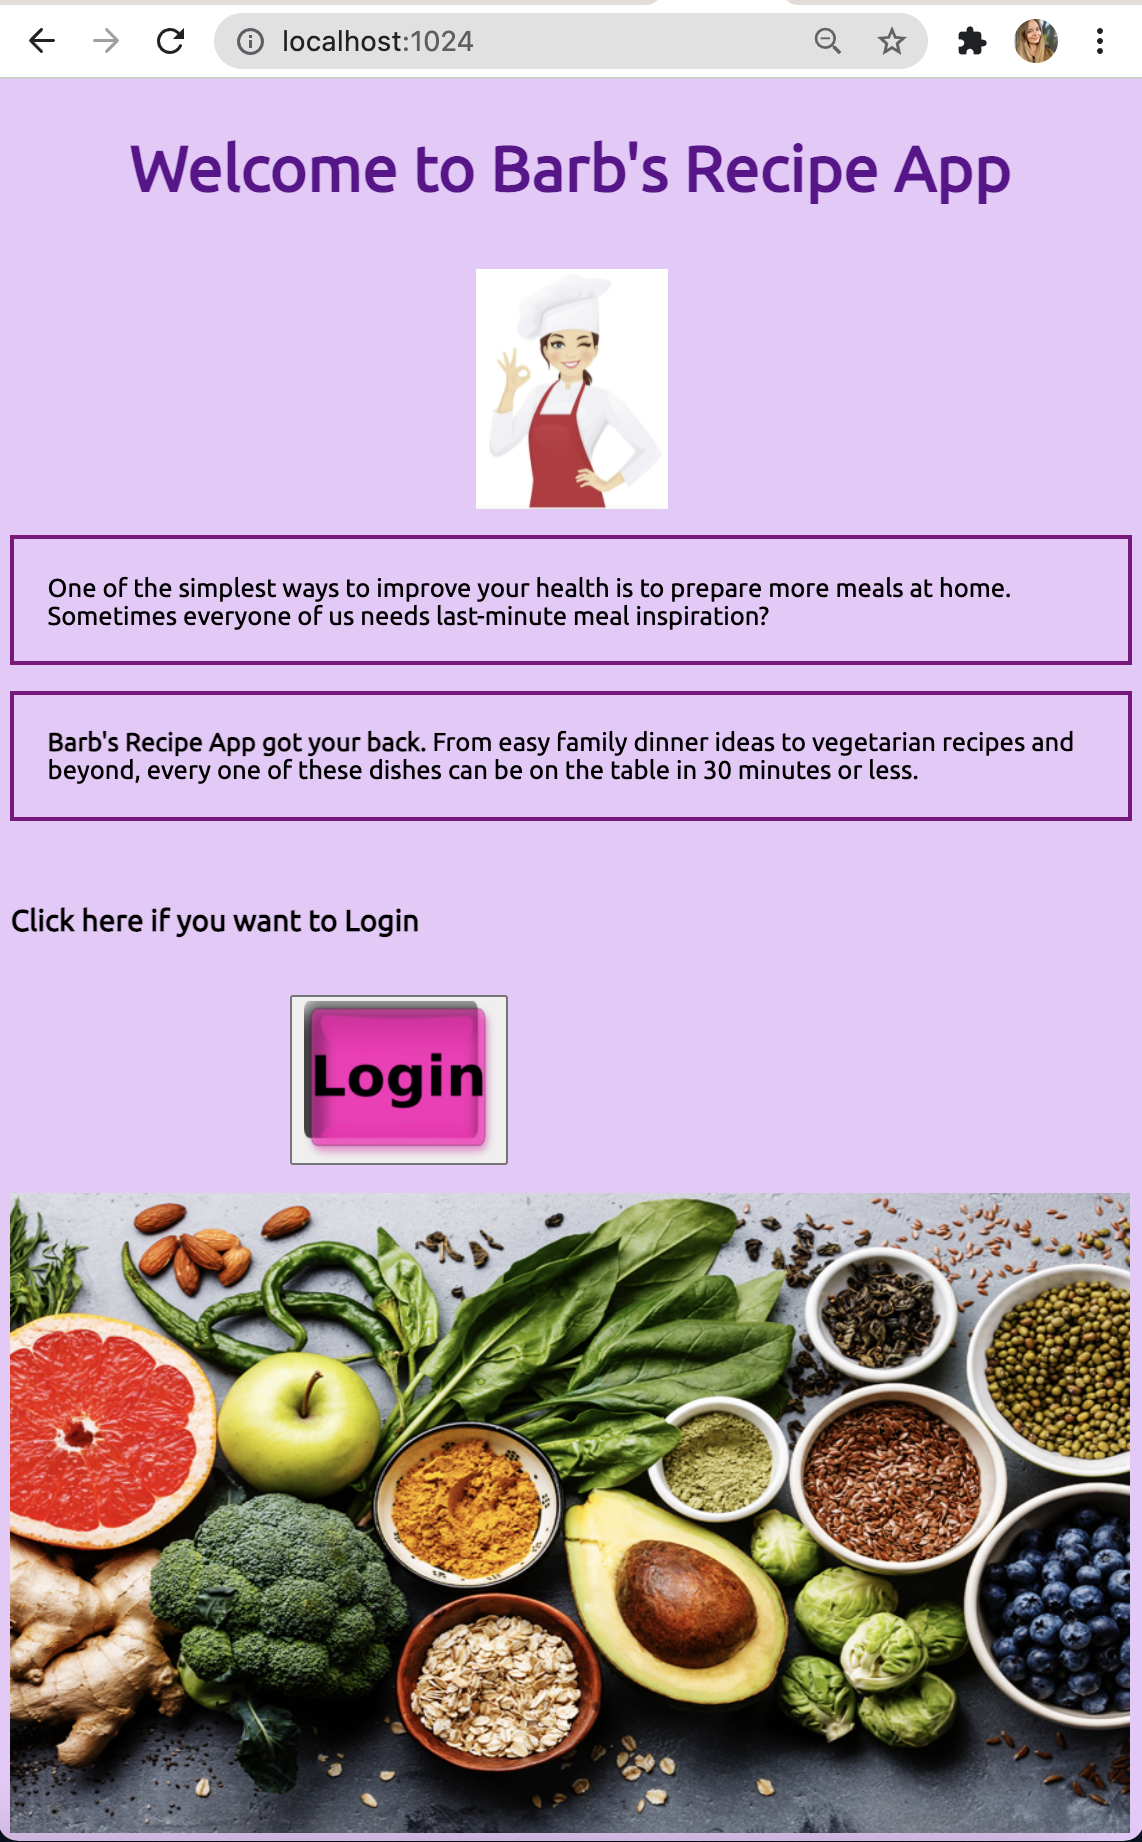 localhost:1024
Welcome to Barb's Recipe App
One of the simplest ways to improve your health is to prepare more meals at home.
Sometimes everyone of us needs last-minute meal inspiration?
Barb's Recipe App got your back. From easy family dinner ideas to vegetarian recipes and
beyond, every one of these dishes can be on the table in 30 minutes or less.
Click here if you want to Login
Login